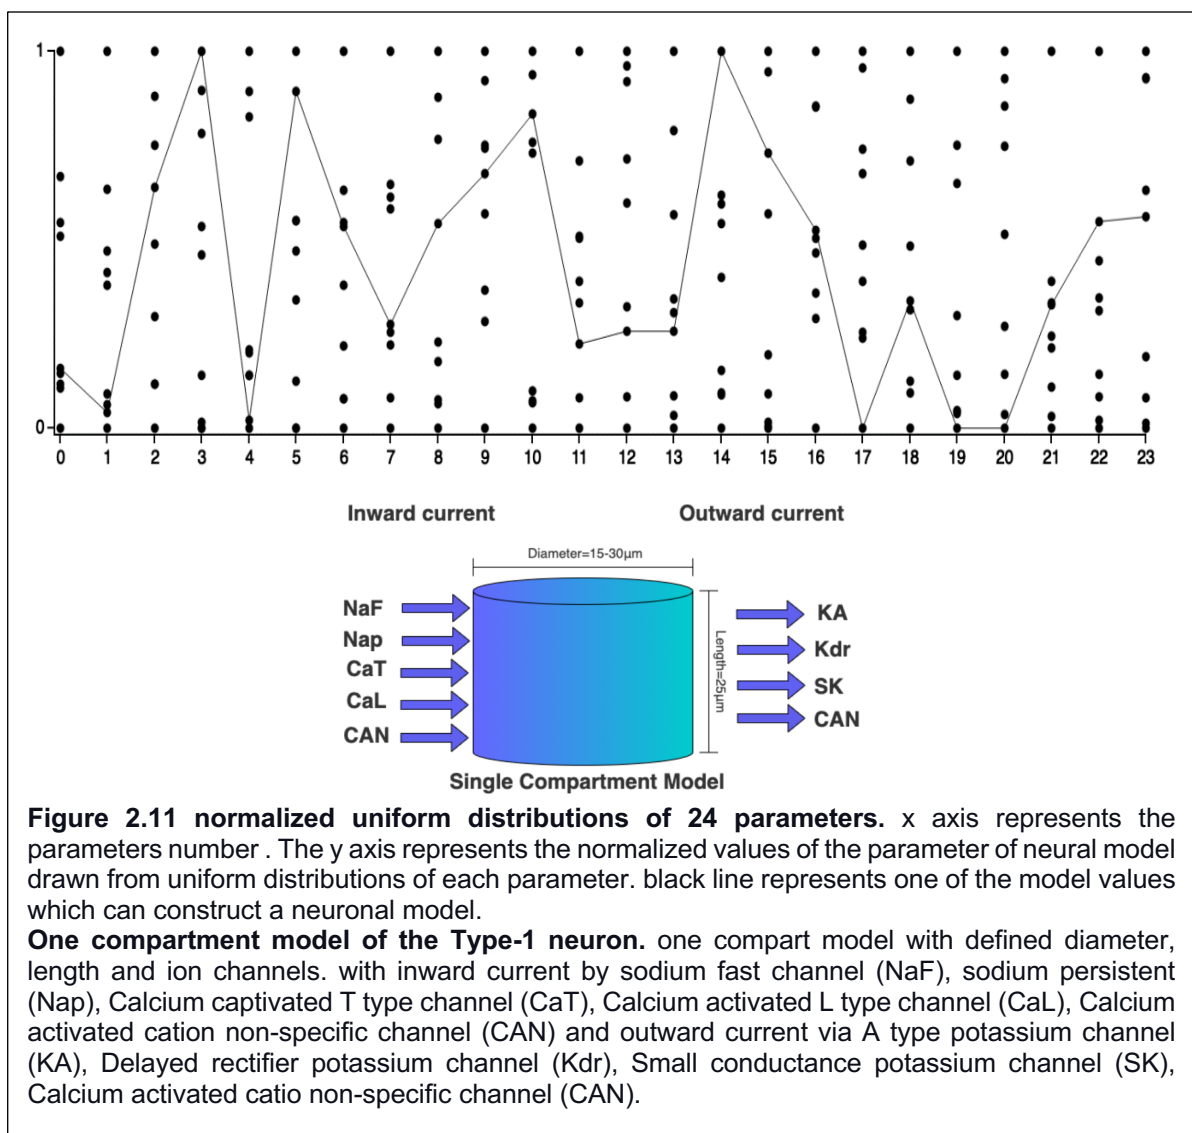 1
0
0 1 2 3 4 5 6 7 8 9 10 11 12 13 14 15 16 17 18 19 20 21 22 23
Inward current Outward current
Diameter=15-30µm
NaF
Nap
CaT
CaL
CAN
Length=25µm
KA
Kdr
SK
CAN
Single Compartment Model
Figure 2.11 normalized uniform distributions of 24 parameters. x axis represents the
parameters number . The y axis represents the normalized values of the parameter of neural model
drawn from uniform distributions of each parameter. black line represents one of the model values
which can construct a neuronal model.
One compartment model of the Type-1 neuron. one compart model with defined diameter,
length and ion channels. with inward current by sodium fast channel (NaF), sodium persistent
(Nap), Calcium captivated T type channel (CaT), Calcium activated L type channel (CaL), Calcium
activated cation non-specific channel (CAN) and outward current via A type potassium channel
(KA), Delayed rectifier potassium channel (Kdr), Small conductance potassium channel (SK),
Calcium activated catio non-specific channel (CAN).